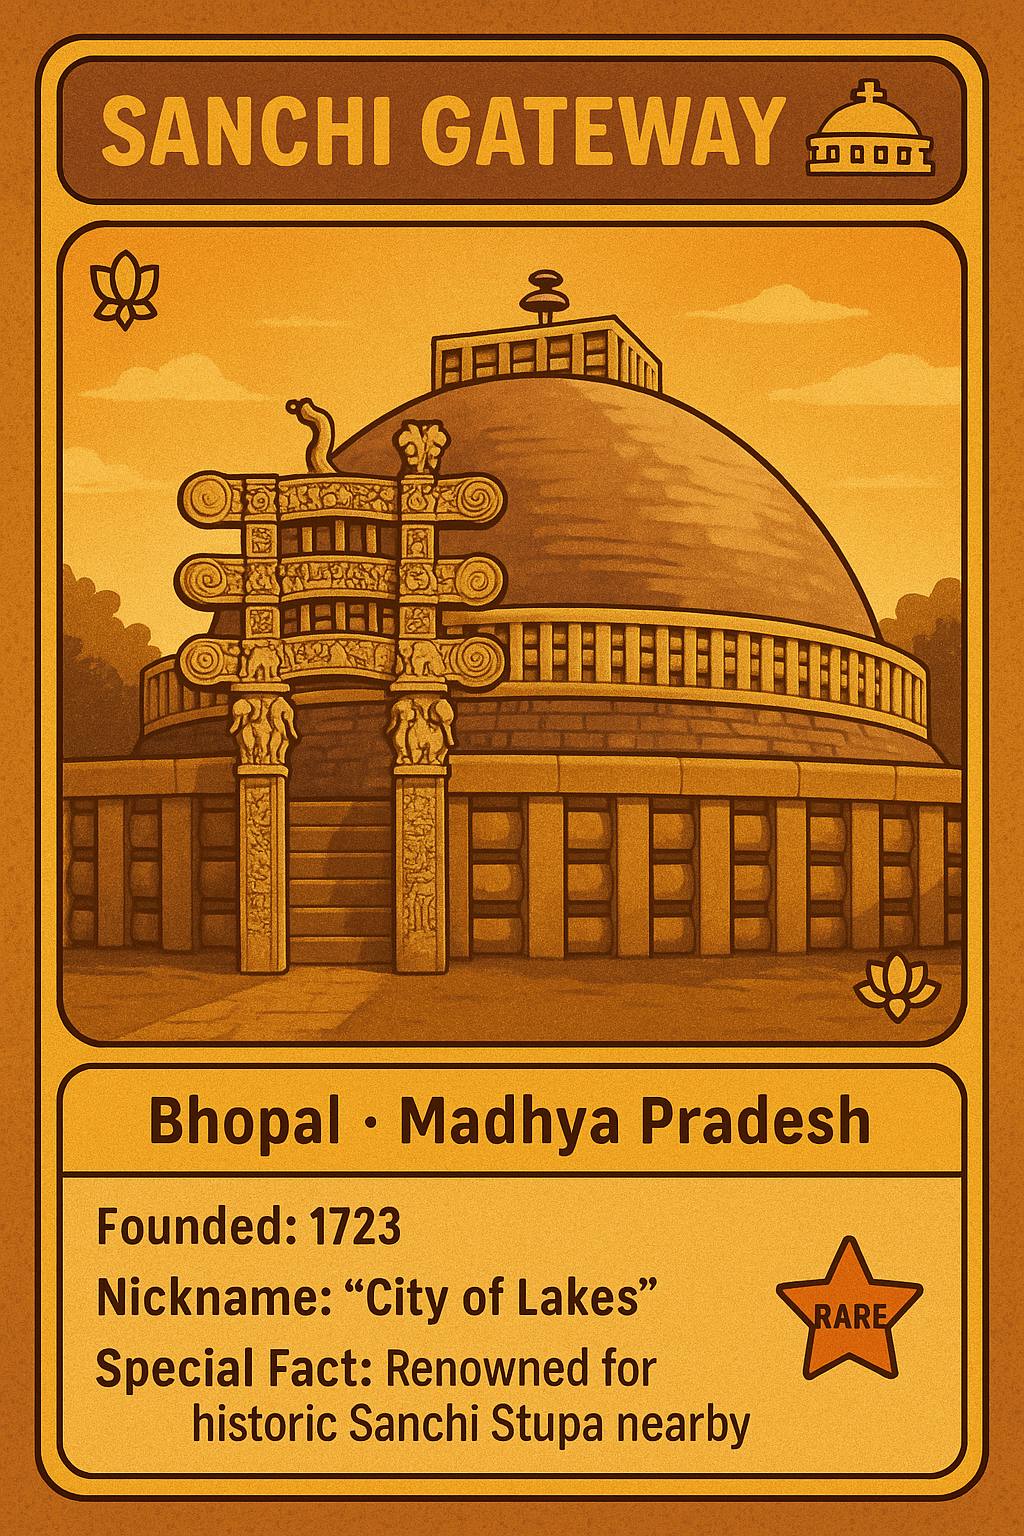 SANCHI GATEWAY
Bhopal · Madhya Pradesh
Founded: 1723
Nickname: “City of Lakes”
Special Fact: Renowned for
historic Sanchi Stupa nearby
RARE